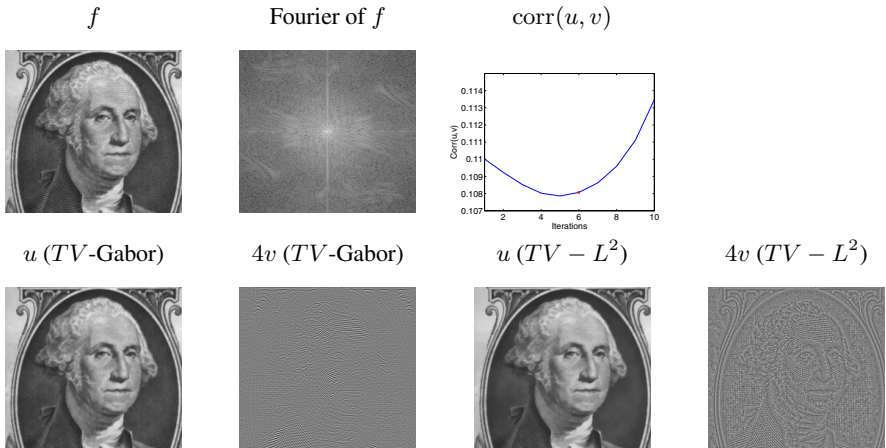 f Fourier of f corr(u, v)
0.114
0.113
0.112
0.111
0.11
0.109
0.108
0.107
Corr(u,v)
2 4 6 8 10
Iterations
u (TV-Gabor) 4v (TV-Gabor) u (TV − L²) 4v (TV − L²)